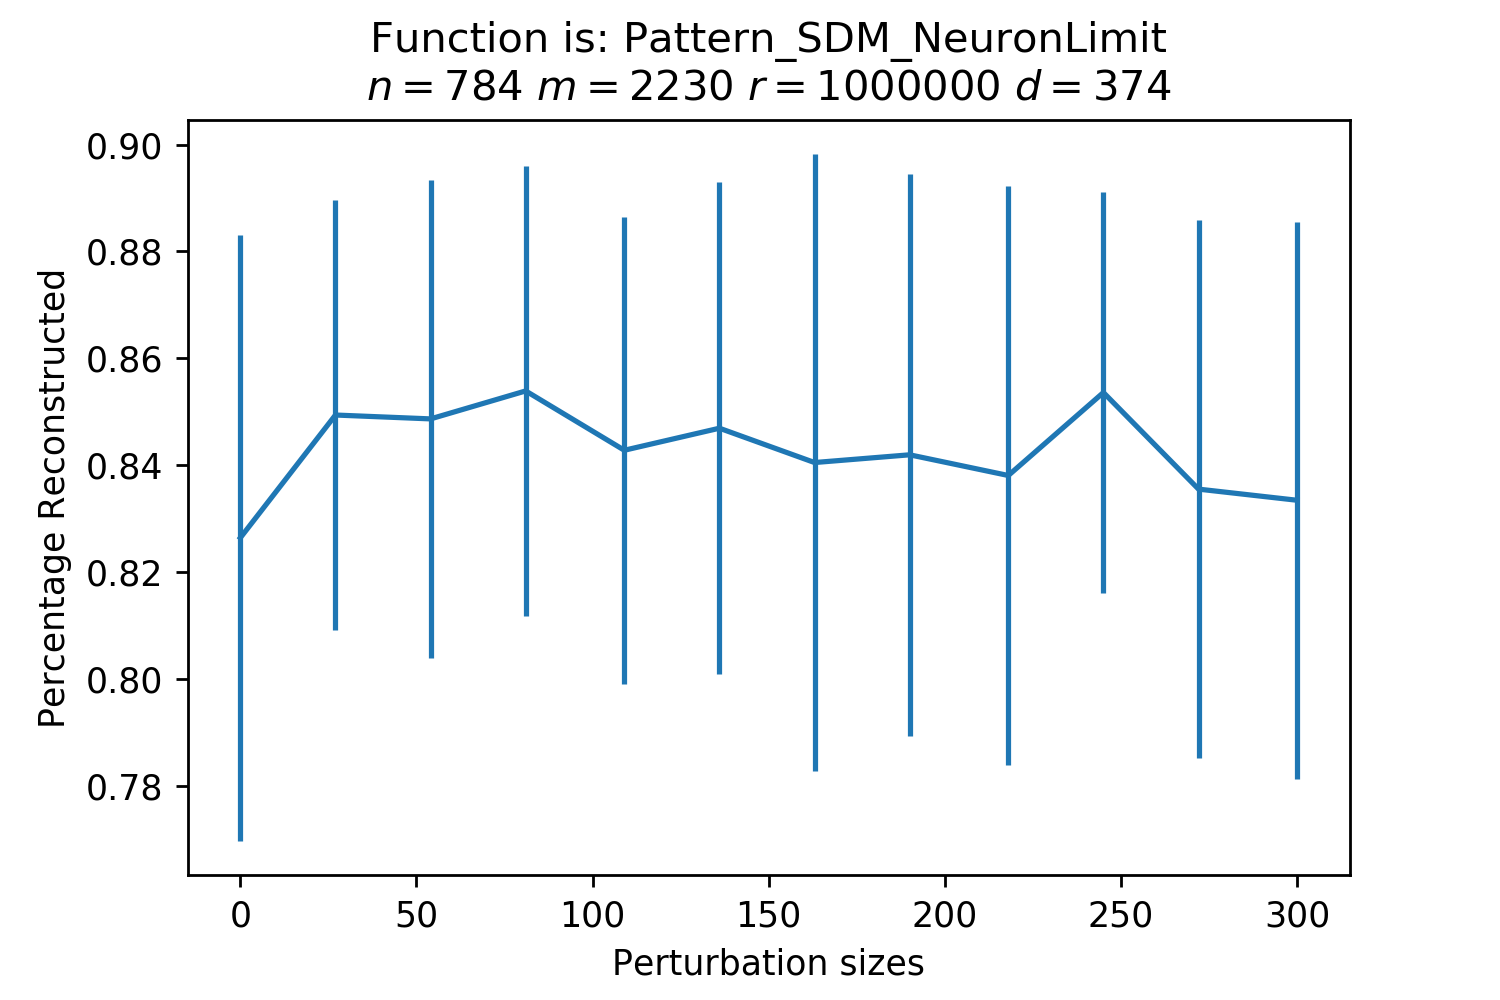 Function is: Pattern_SDM_NeuronLimit
n = 784 m = 2230 r = 1000000 d = 374
0.90
0.88
0.86
0.84
0.82
0.80
0.78
Percentage Reconstructed
0 50 100 150 200 250 300
Perturbation sizes